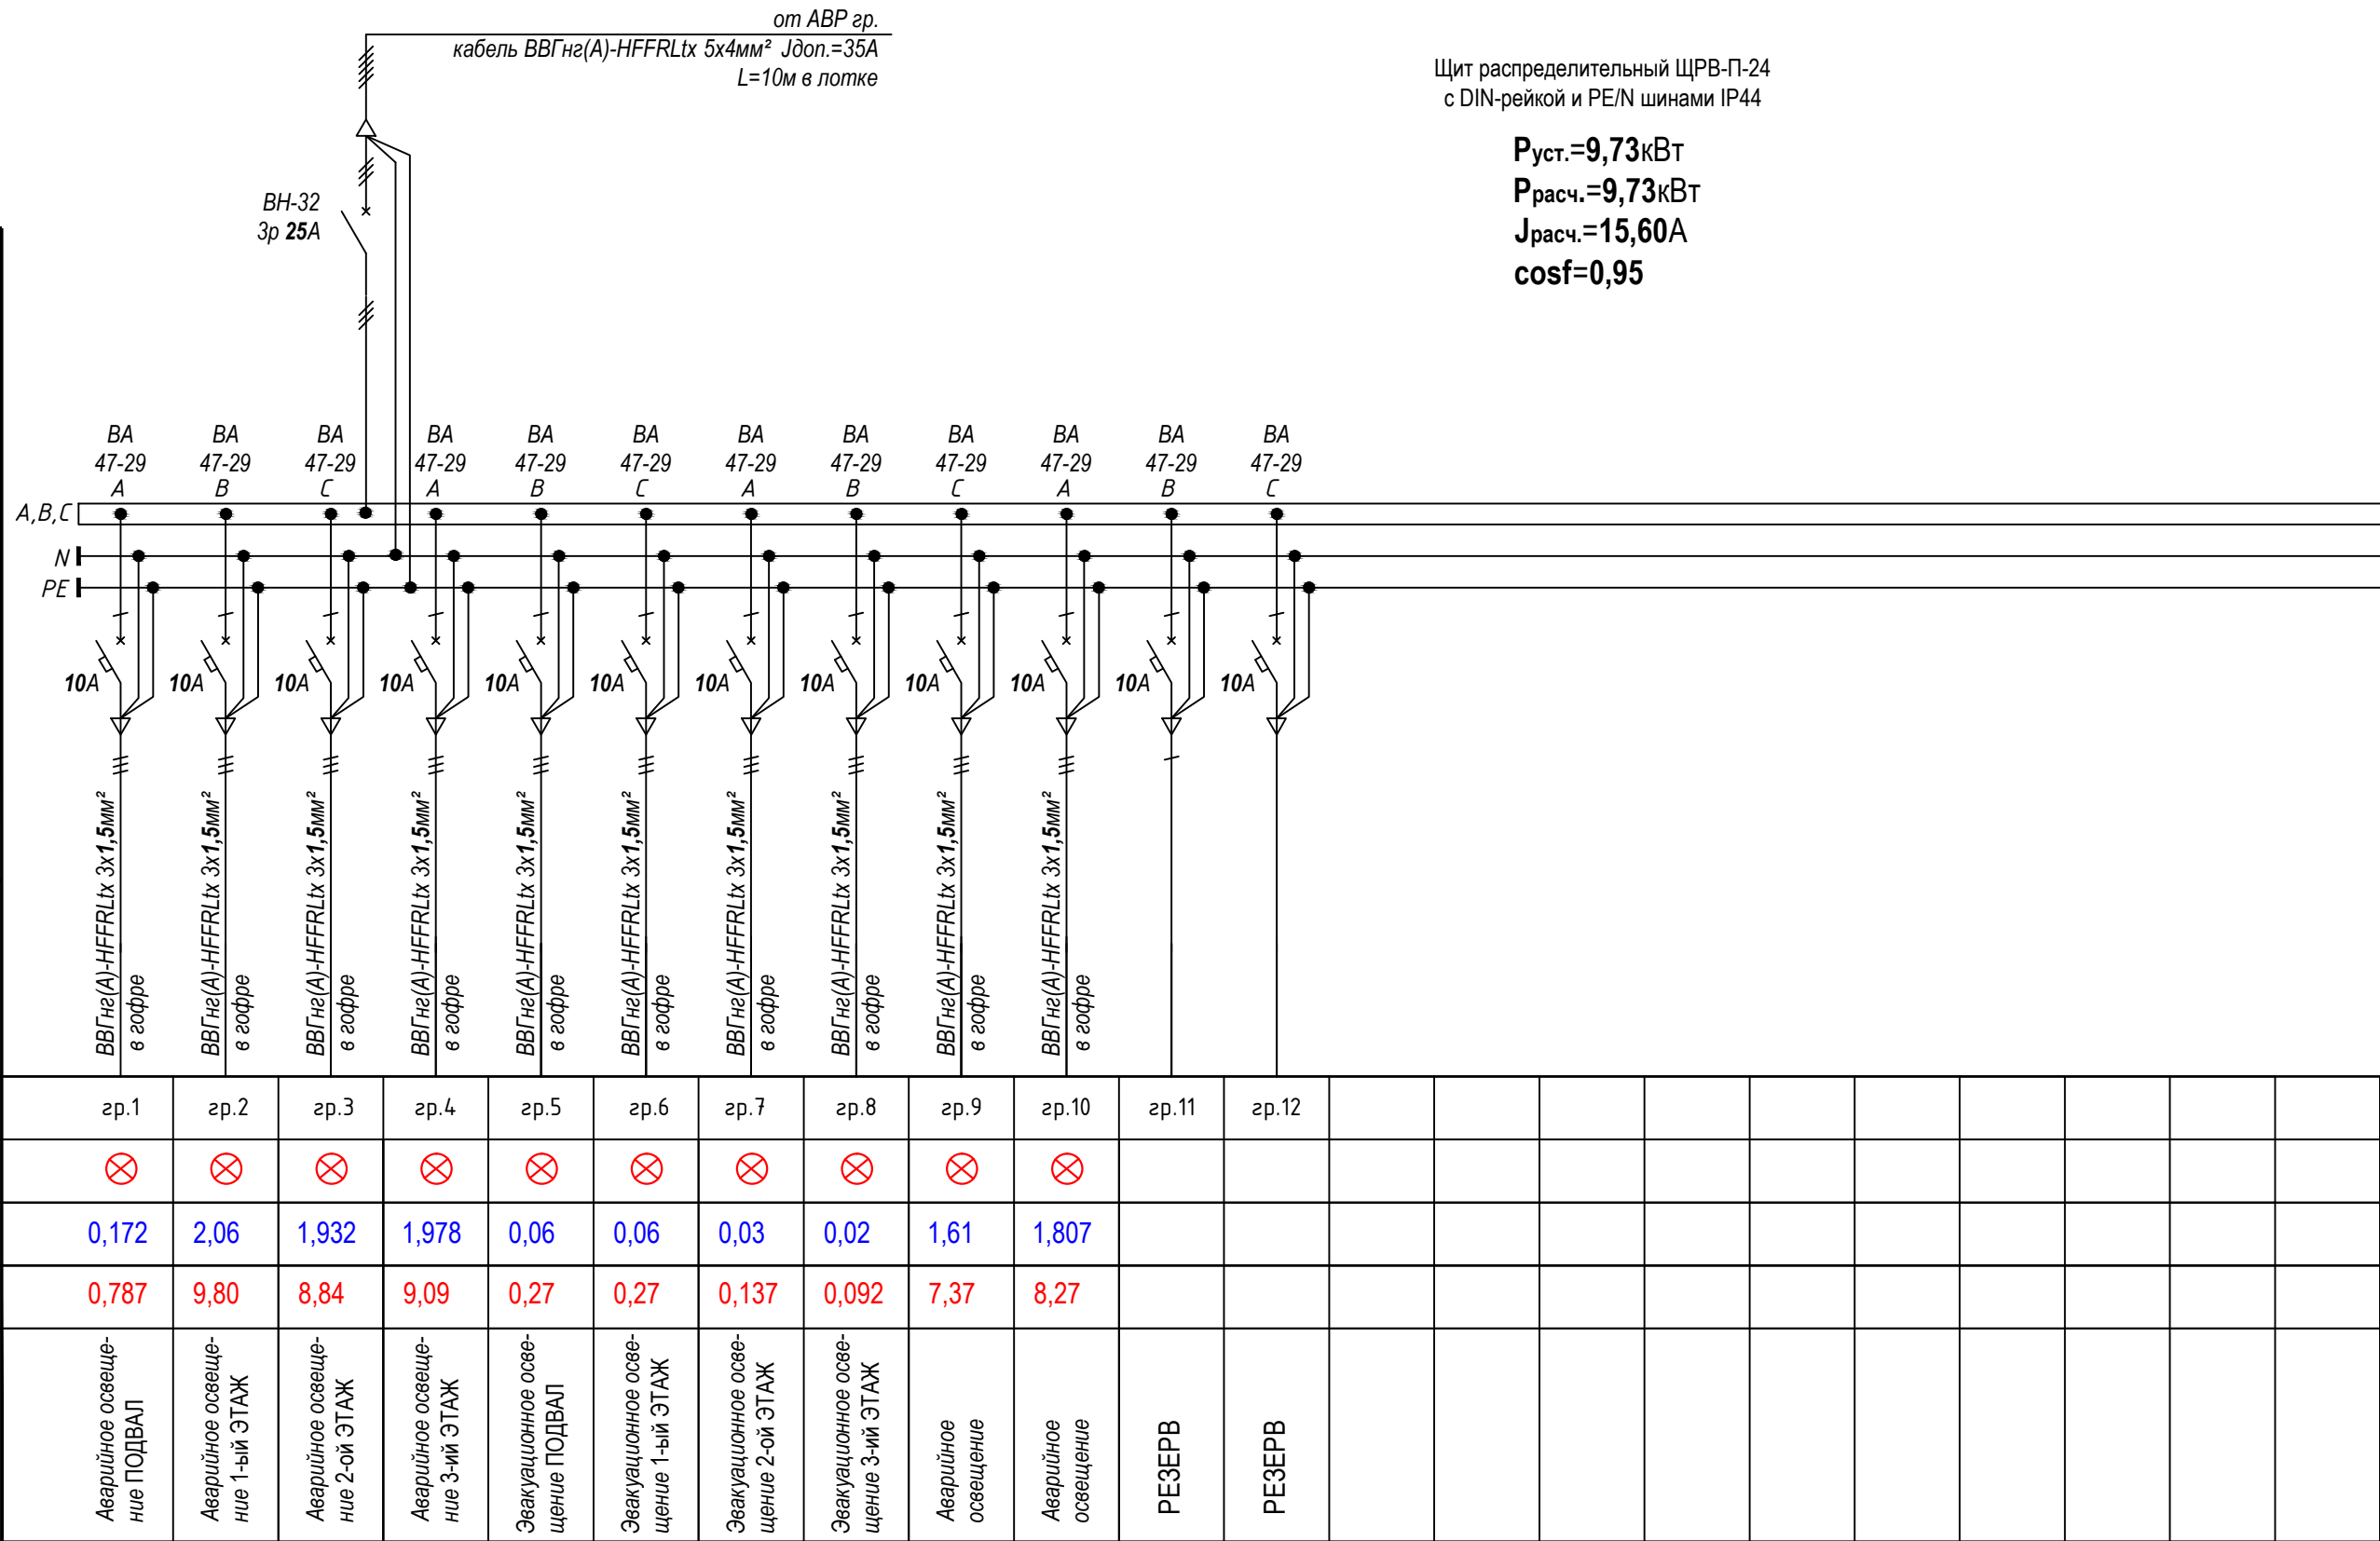 от АВР гр.
кабель ВВГнг(А)-HFFRLtx 5х4мм² Jдоп.=35А
L=10м в лотке
Щит распределительный ЩРВ-П-24
с DIN-рейкой и PE/N шинами IP44
Pуст.=9,73кВт
Pрасч.=9,73кВт
Jрасч.=15,60А
cosf=0,95
ВН-32
3р 25А
ВА ВА ВА ВА ВА ВА ВА ВА ВА ВА ВА ВА
47-29 47-29 47-29 47-29 47-29 47-29 47-29 47-29 47-29 47-29 47-29 47-29
A B C A B C A B C A B C
A,B,C
N
PE
10А 10А 10А 10А 10А 10А 10А 10А 10А 10А 10А 10А
ВВГнг(А)-HFFRLtx 3х1,5мм²
в гофре
ВВГнг(А)-HFFRLtx 3х1,5мм²
в гофре
ВВГнг(А)-HFFRLtx 3х1,5мм²
в гофре
ВВГнг(А)-HFFRLtx 3х1,5мм²
в гофре
ВВГнг(А)-HFFRLtx 3х1,5мм²
в гофре
ВВГнг(А)-HFFRLtx 3х1,5мм²
в гофре
ВВГнг(А)-HFFRLtx 3х1,5мм²
в гофре
ВВГнг(А)-HFFRLtx 3х1,5мм²
в гофре
ВВГнг(А)-HFFRLtx 3х1,5мм²
в гофре
ВВГнг(А)-HFFRLtx 3х1,5мм²
в гофре
гр.1 гр.2 гр.3 гр.4 гр.5 гр.6 гр.7 гр.8 гр.9 гр.10 гр.11 гр.12
0,172 2,06 1,932 1,978 0,06 0,06 0,03 0,02 1,61 1,807
0,787 9,80 8,84 9,09 0,27 0,27 0,137 0,092 7,37 8,27
Аварийное освеще-
ние ПОДВАЛ
Аварийное освеще-
ние 1-ый ЭТАЖ
Аварийное освеще-
ние 2-ой ЭТАЖ
Аварийное освеще-
ние 3-ий ЭТАЖ
Эвакуационное осве-
щение ПОДВАЛ
Эвакуационное осве-
щение 1-ый ЭТАЖ
Эвакуационное осве-
щение 2-ой ЭТАЖ
Эвакуационное осве-
щение 3-ий ЭТАЖ
Аварийное
освещение
Аварийное
освещение
РЕЗЕРВ
РЕЗЕРВ